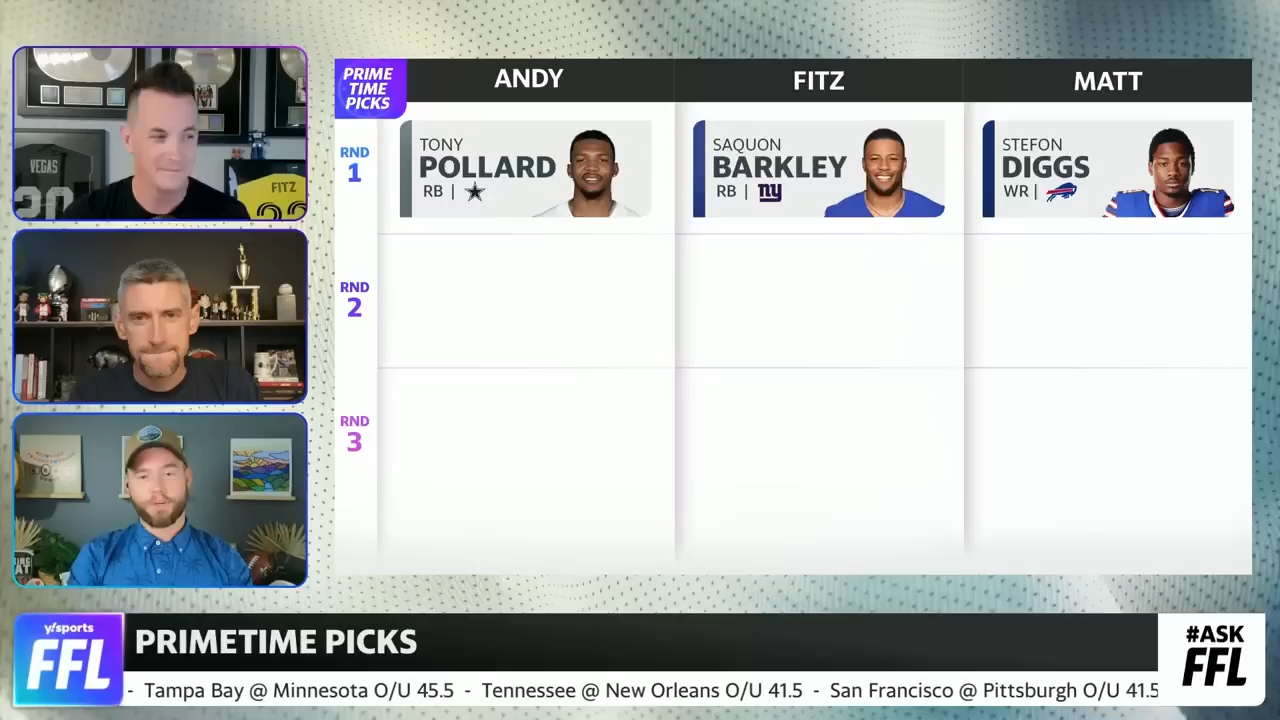 VEGAS
FITZ
PRIME
TIME
PICKS
ANDY
FITZ
MATT
RND
1
TONY
POLLARD
RB |
SAQUON
BARKLEY
RB | ny
STEFON
DIGGS
WR |
RND
2
RND
3
y!sports
FFL
PRIMETIME PICKS
#ASK
FFL
- Tampa Bay @ Minnesota O/U 45.5 - Tennessee @ New Orleans O/U 41.5 - San Francisco @ Pittsburgh O/U 41.5